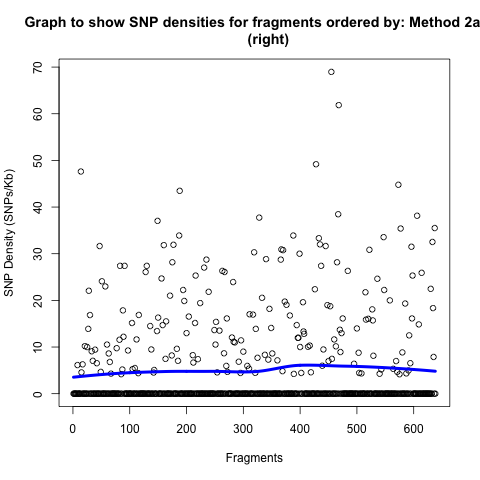 Graph to show SNP densities for fragments ordered by: Method 2a
(right)
SNP Density (SNPs/Kb)
70
60
50
40
30
20
10
0
0 100 200 300 400 500 600
Fragments